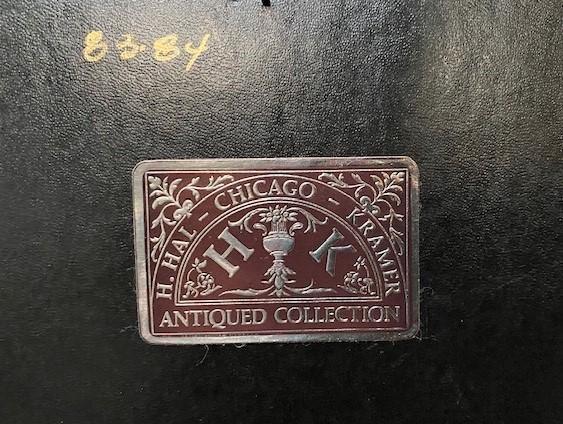 83-84
H. HAL - CHICAGO - KRAMER
H K
ANTIQUED COLLECTION